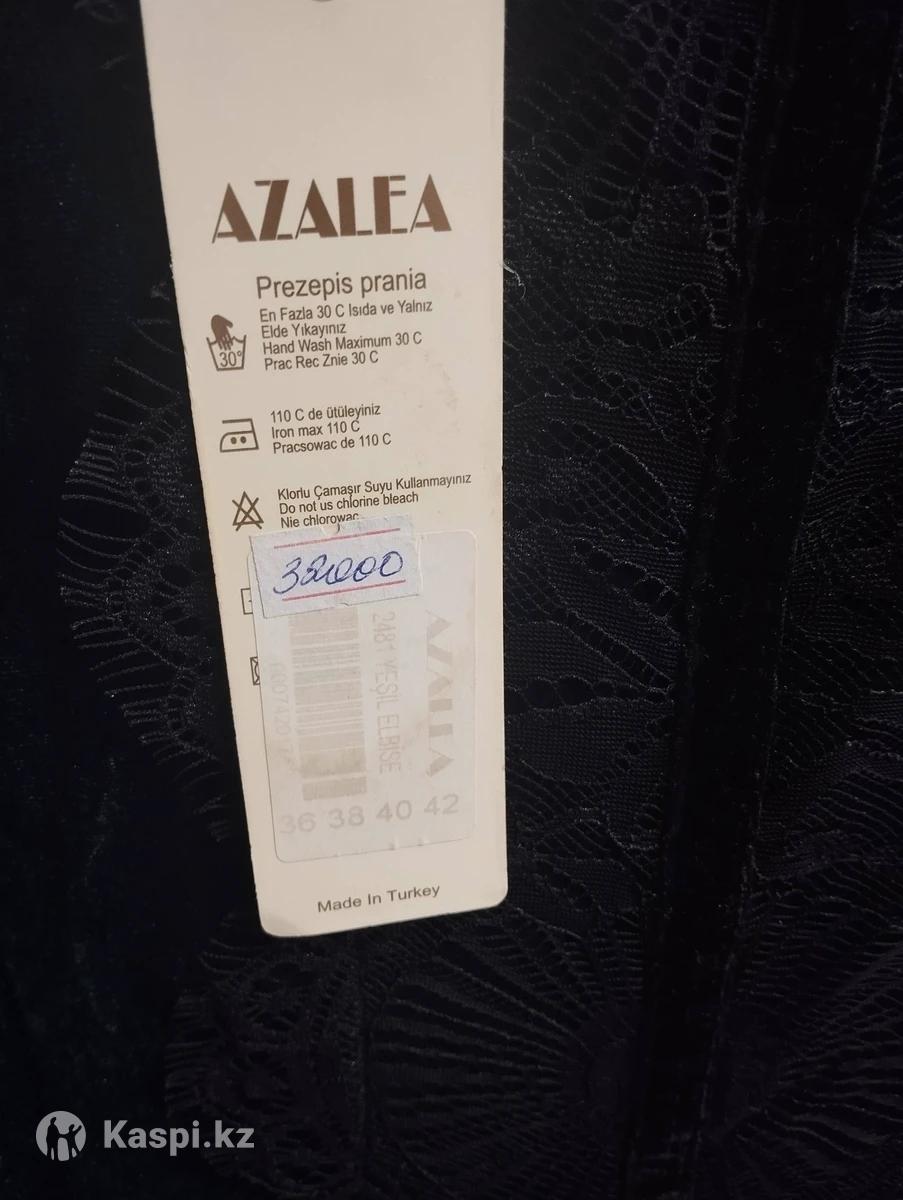 AZALEA
Prezepis prania
En Fazla 30 C Isıda ve Yalnız
Elde Yıkayınız
Hand Wash Maximum 30 C
Prac Rec Znie 30 C
30°
110 C de ütüleyiniz
Iron max 110 C
Pracsowac de 110 C
Klorlu Çamaşır Suyu Kullanmayınız
Do not us chlorine bleach
Nie chlorowac
AZALEA
2481 YEŞİL ELBİSE
36 38 40 42
Made In Turkey
Kaspi.kz